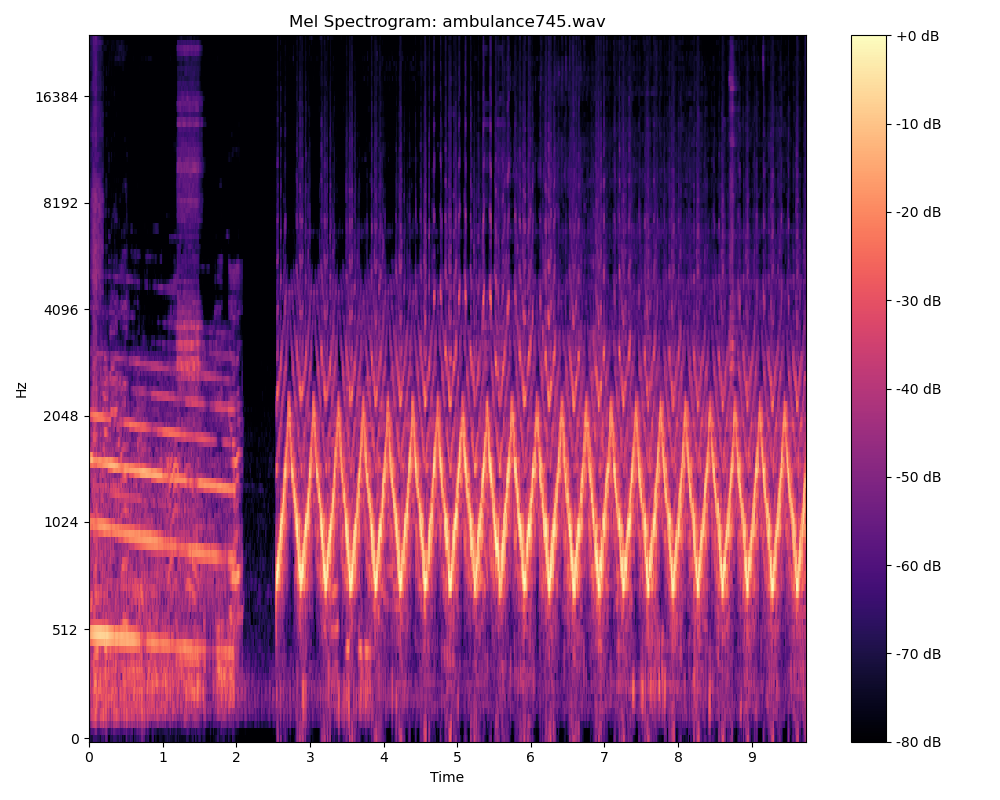 Mel Spectrogram: ambulance745.wav
+0 dB
16384
-10 dB
-20 dB
8192
-30 dB
4096
Hz
-40 dB
2048
-50 dB
1024
-60 dB
512
-70 dB
0
-80 dB
0 1 2 3 4 5 6 7 8 9
Time